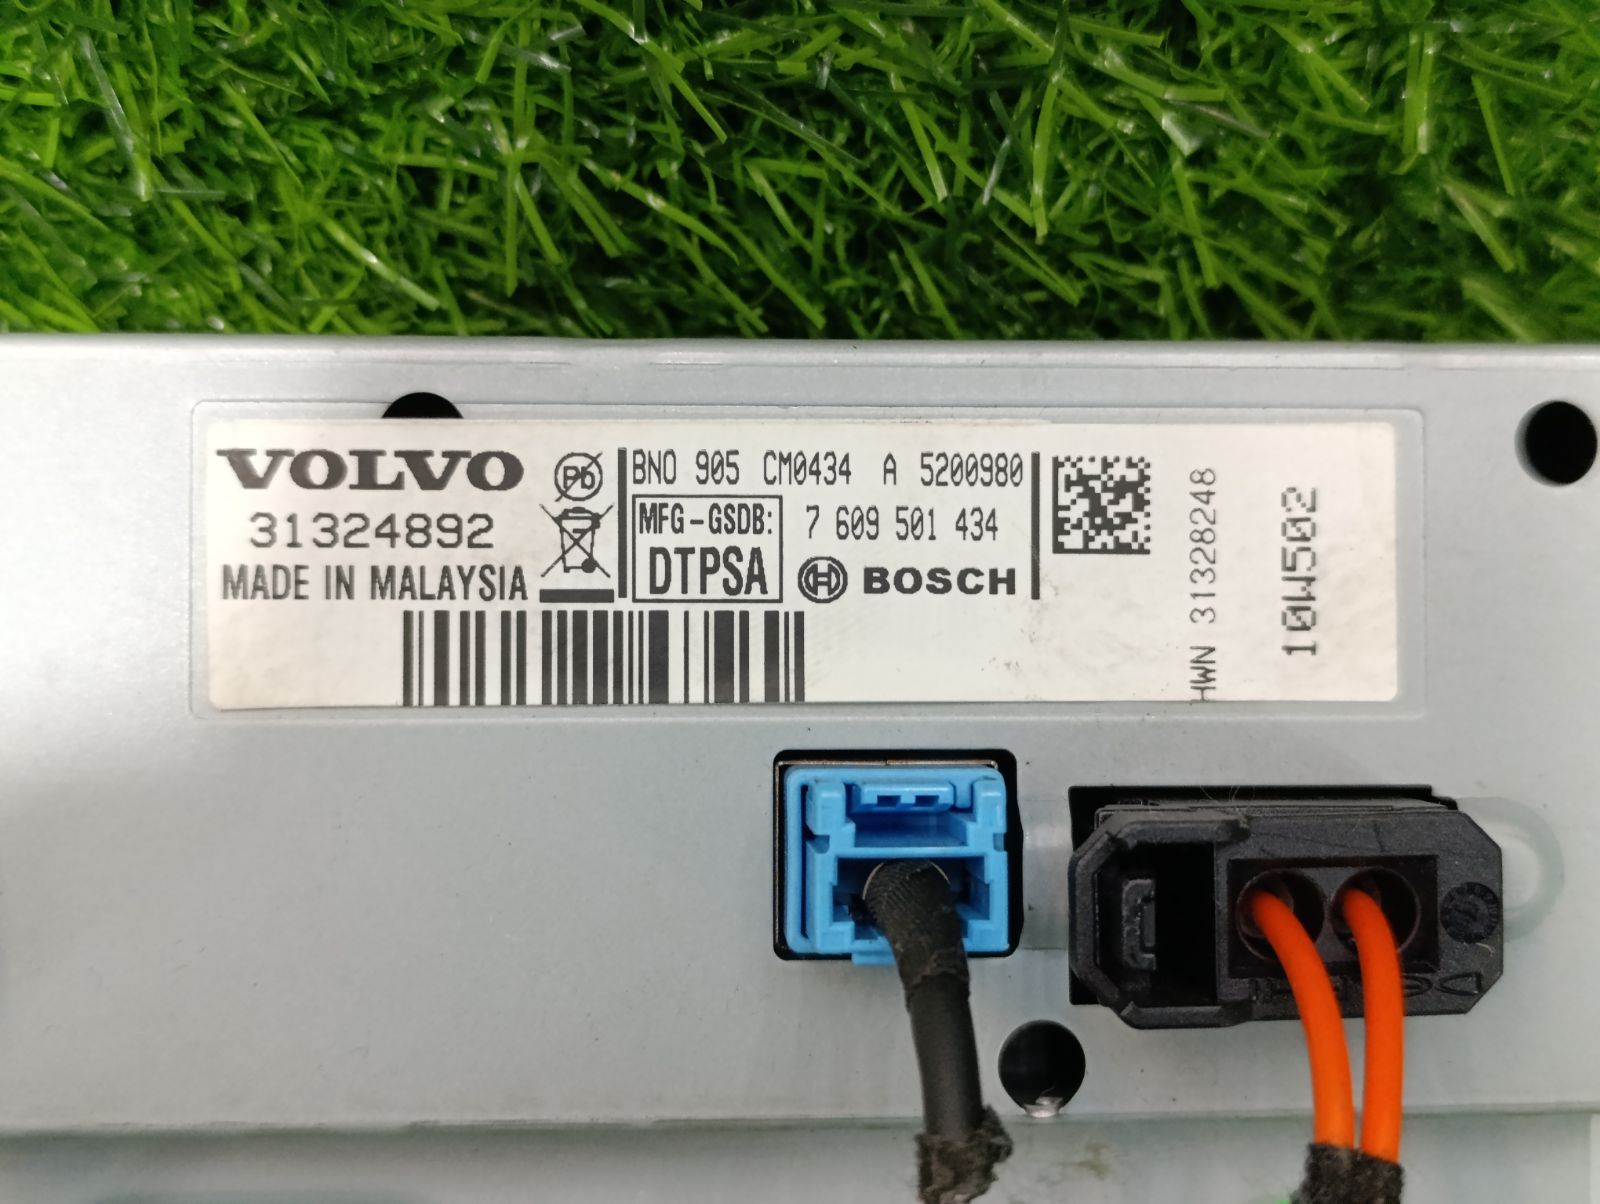 VOLVO
31324892
MADE IN MALAYSIA
Pb
BNO 905 CM0434 A 5200980
MFG-GSDB:
DTPSA
7 609 501 434
BOSCH
HWN 31328248
10W502